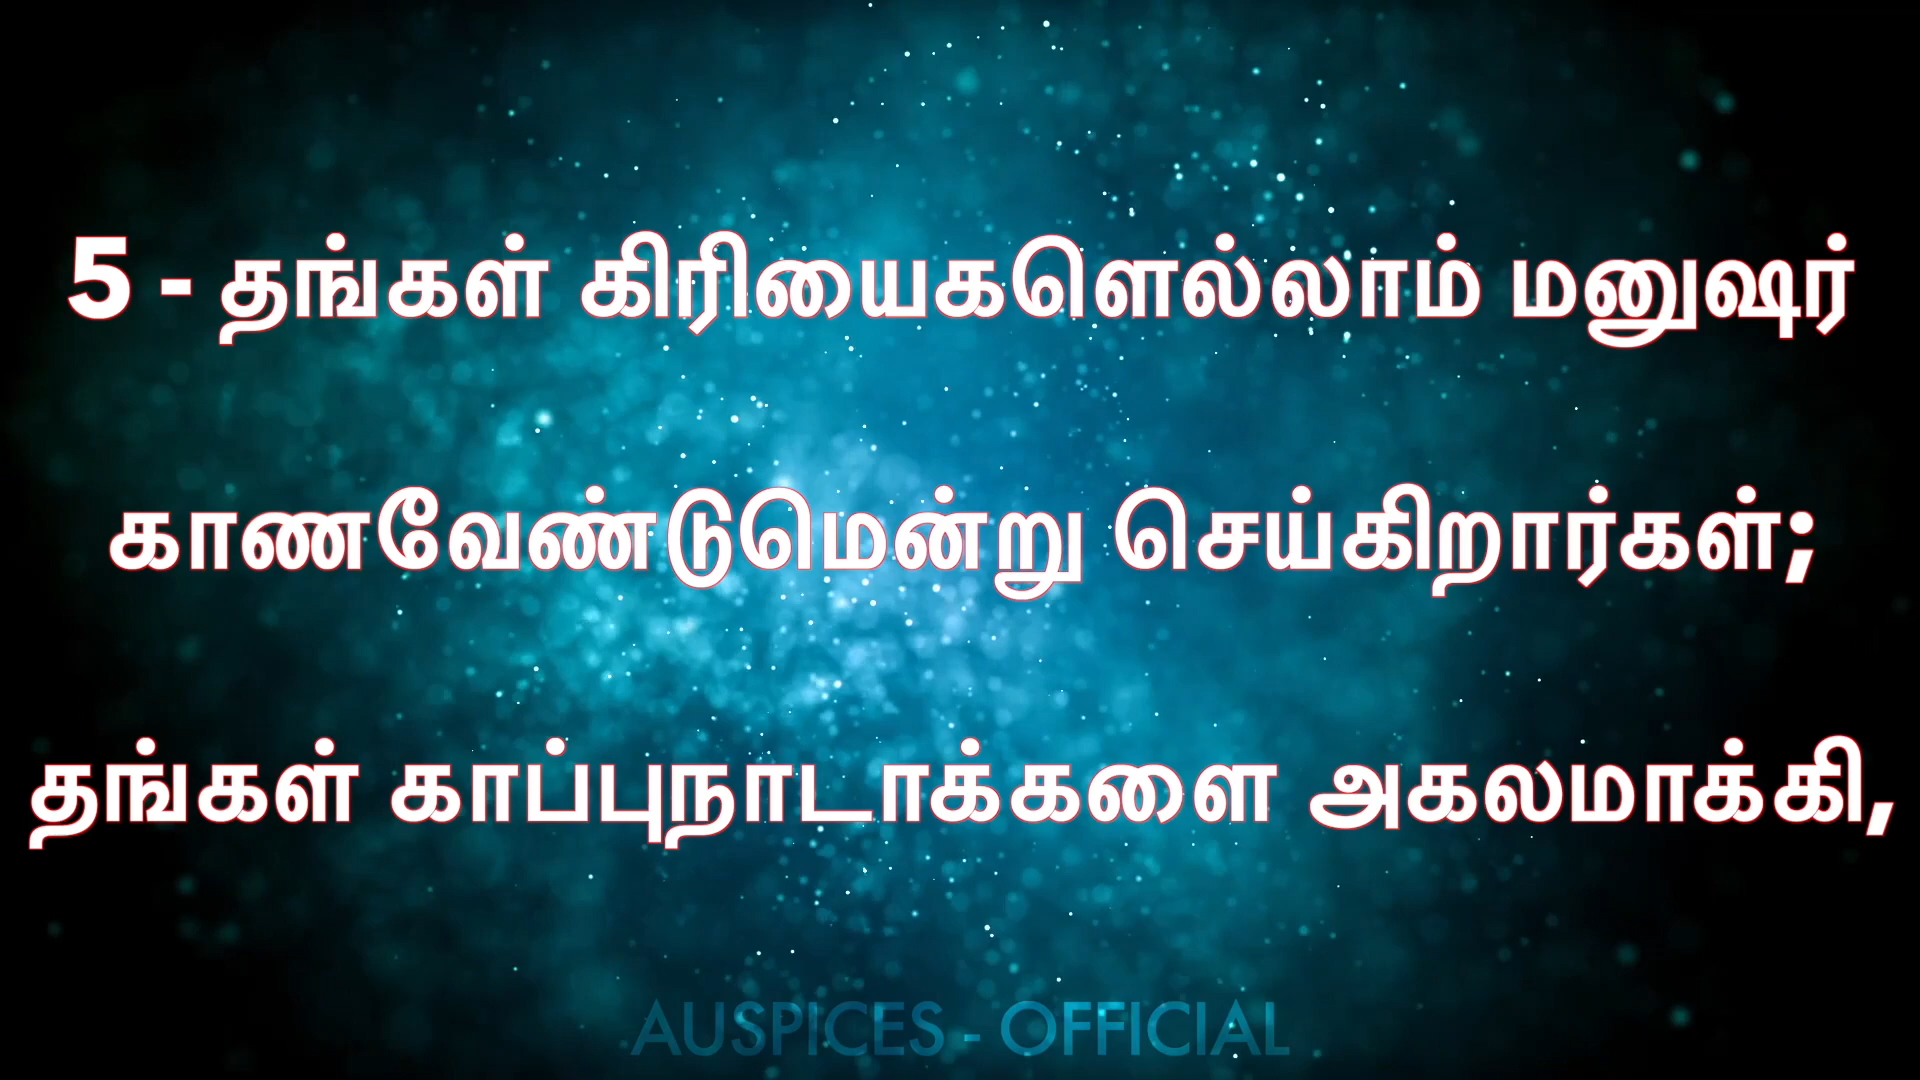 5 - தங்கள் கிரியைகளெல்லாம் மனுஷர்
காணவேண்டுமென்று செய்கிறார்கள்;
தங்கள் காப்புநாடாக்களை அகலமாக்கி,
AUSPICES - OFFICIAL